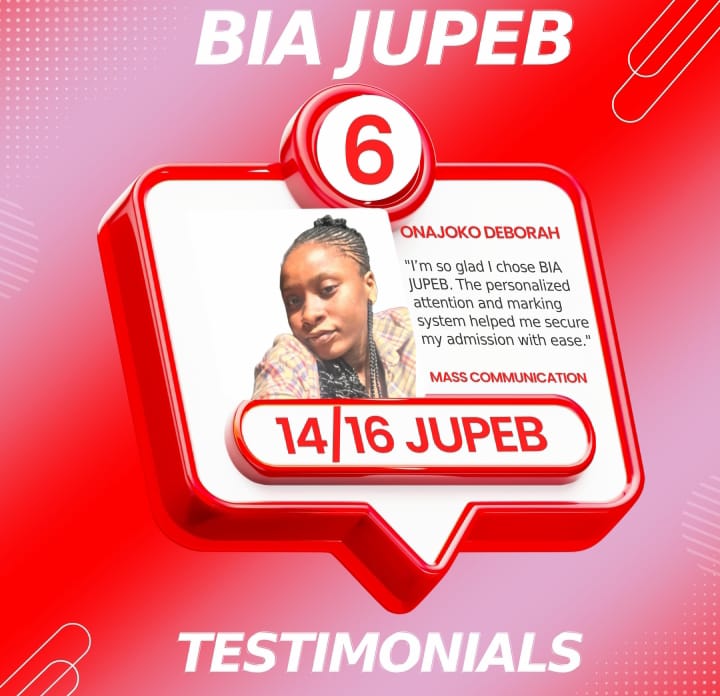 BIA JUPEB
6
ONAJOKO DEBORAH
"I'm so glad I chose BIA
JUPEB. The personalized
attention and marking
system helped me secure
my admission with ease."
MASS COMMUNICATION
14/16 JUPEB
TESTIMONIALS